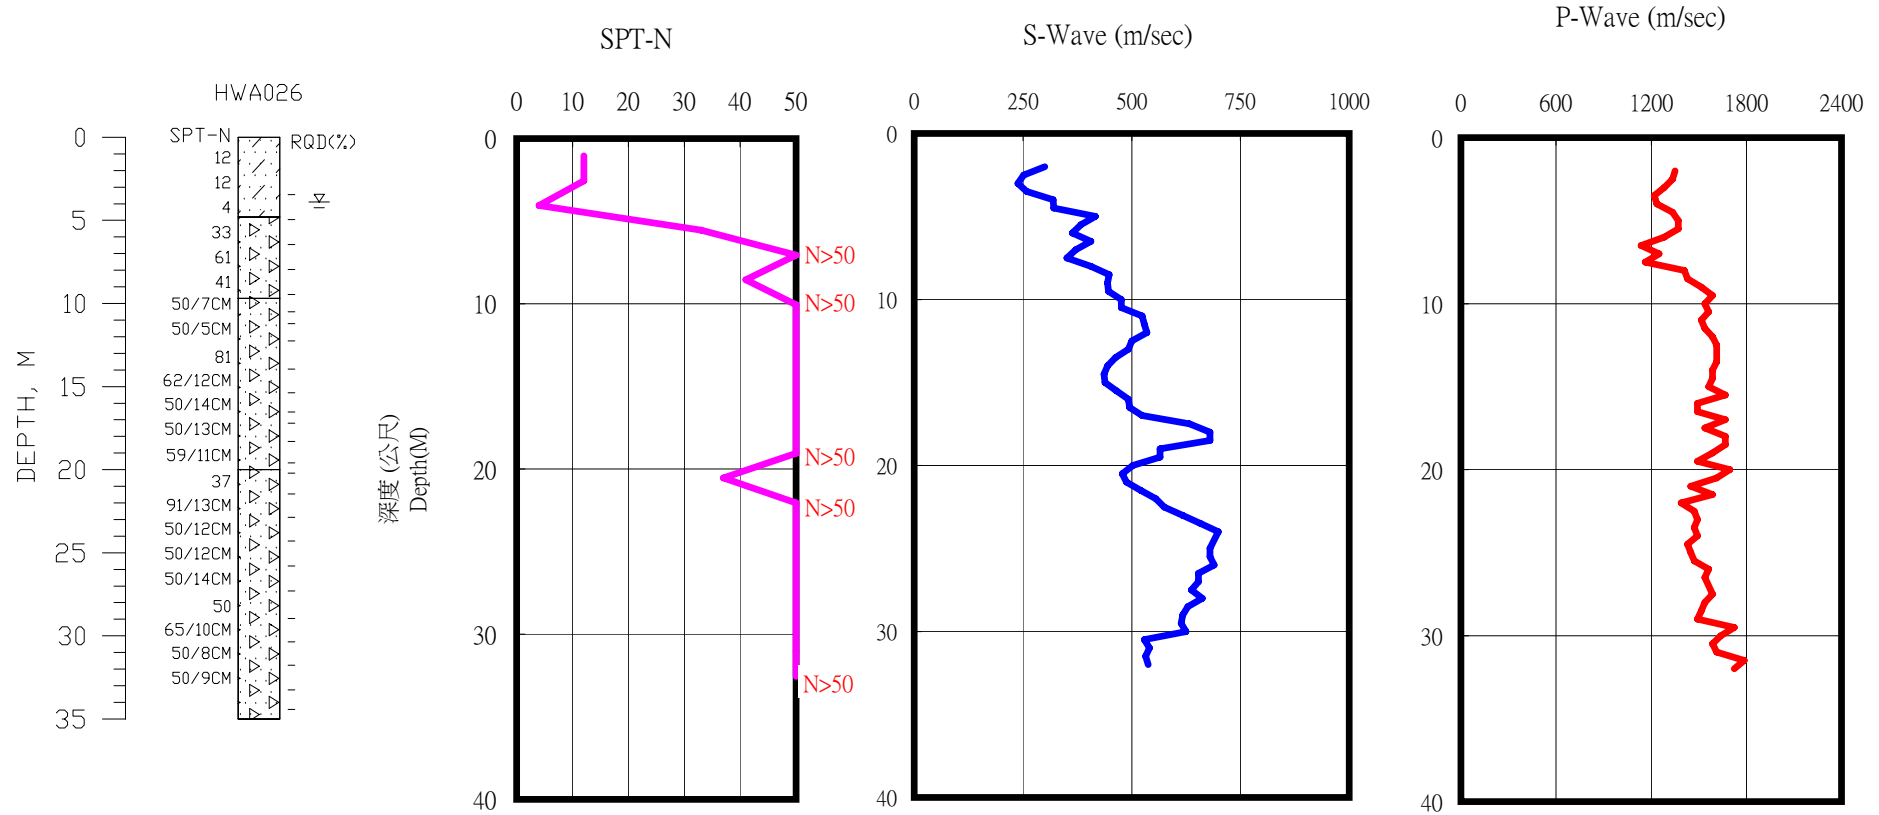 HWA026
DEPTH, M
0
5
10
15
20
25
30
35
SPT-N
RQD(%)
12
12
4
33
61
41
50/7CM
50/5CM
81
62/12CM
50/14CM
50/13CM
59/11CM
37
91/13CM
50/12CM
50/12CM
50/14CM
50
65/10CM
50/8CM
50/9CM
深度 (公尺)
Depth(M)
SPT-N
0 10 20 30 40 50
0
10
20
30
40
N>50
N>50
N>50
N>50
N>50
S-Wave (m/sec)
0 250 500 750 1000
0
10
20
30
40
P-Wave (m/sec)
0 600 1200 1800 2400
0
10
20
30
40